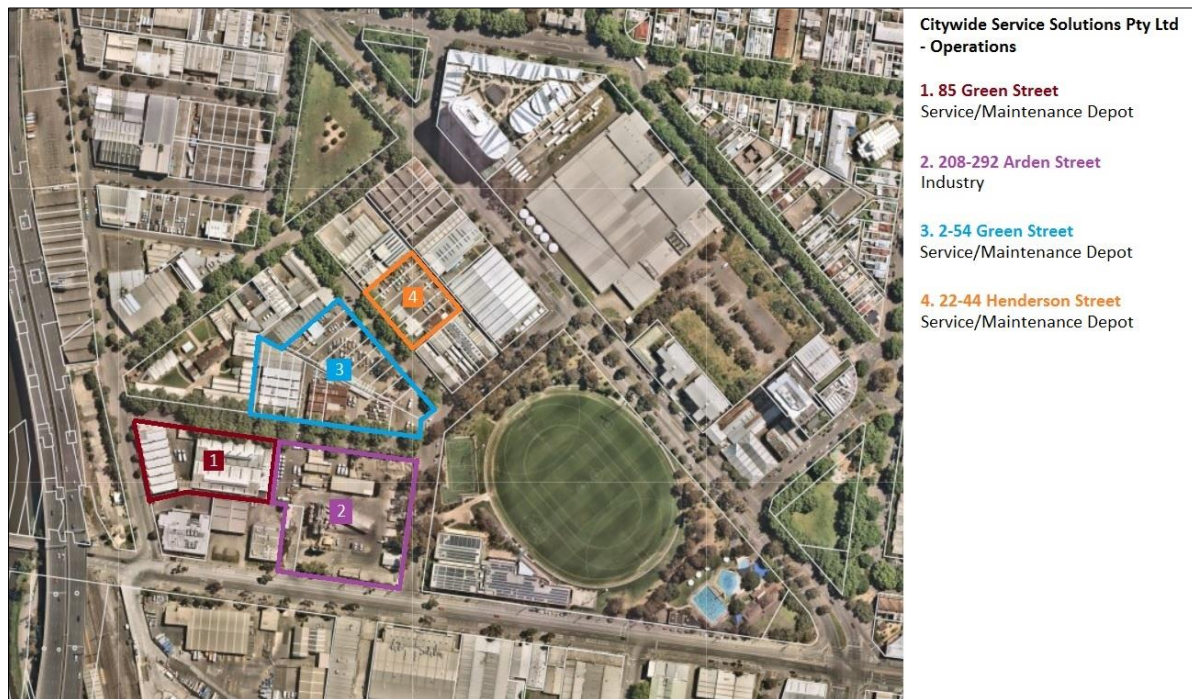 Citywide Service Solutions Pty Ltd
- Operations
1. 85 Green Street
Service/Maintenance Depot
2. 208-292 Arden Street
Industry
3. 2-54 Green Street
Service/Maintenance Depot
4. 22-44 Henderson Street
Service/Maintenance Depot
4
3
1
2